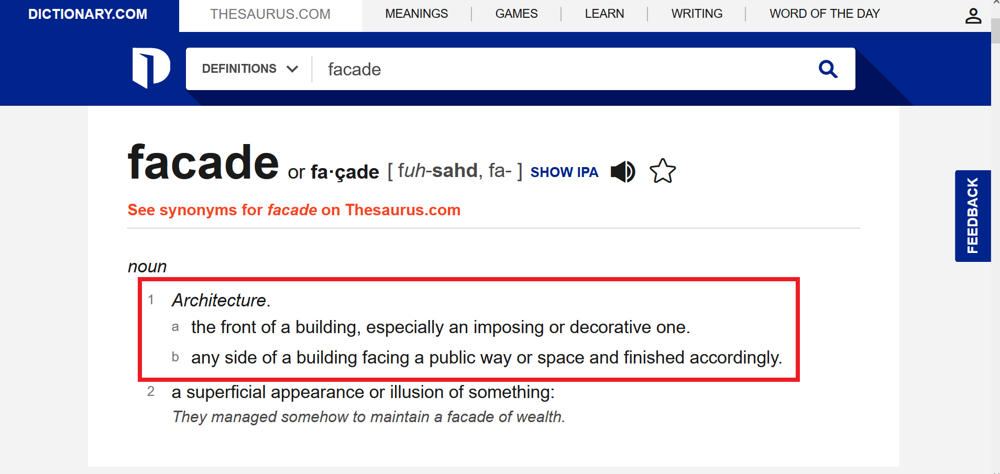 DICTIONARY.COM THESAURUS.COM MEANINGS GAMES LEARN WRITING WORD OF THE DAY
DEFINITIONS facade
facade or fa·çade [ fuh-sahd, fa- ] SHOW IPA
See synonyms for facade on Thesaurus.com
FEEDBACK
noun
1 Architecture.
a the front of a building, especially an imposing or decorative one.
b any side of a building facing a public way or space and finished accordingly.
2 a superficial appearance or illusion of something:
They managed somehow to maintain a facade of wealth.